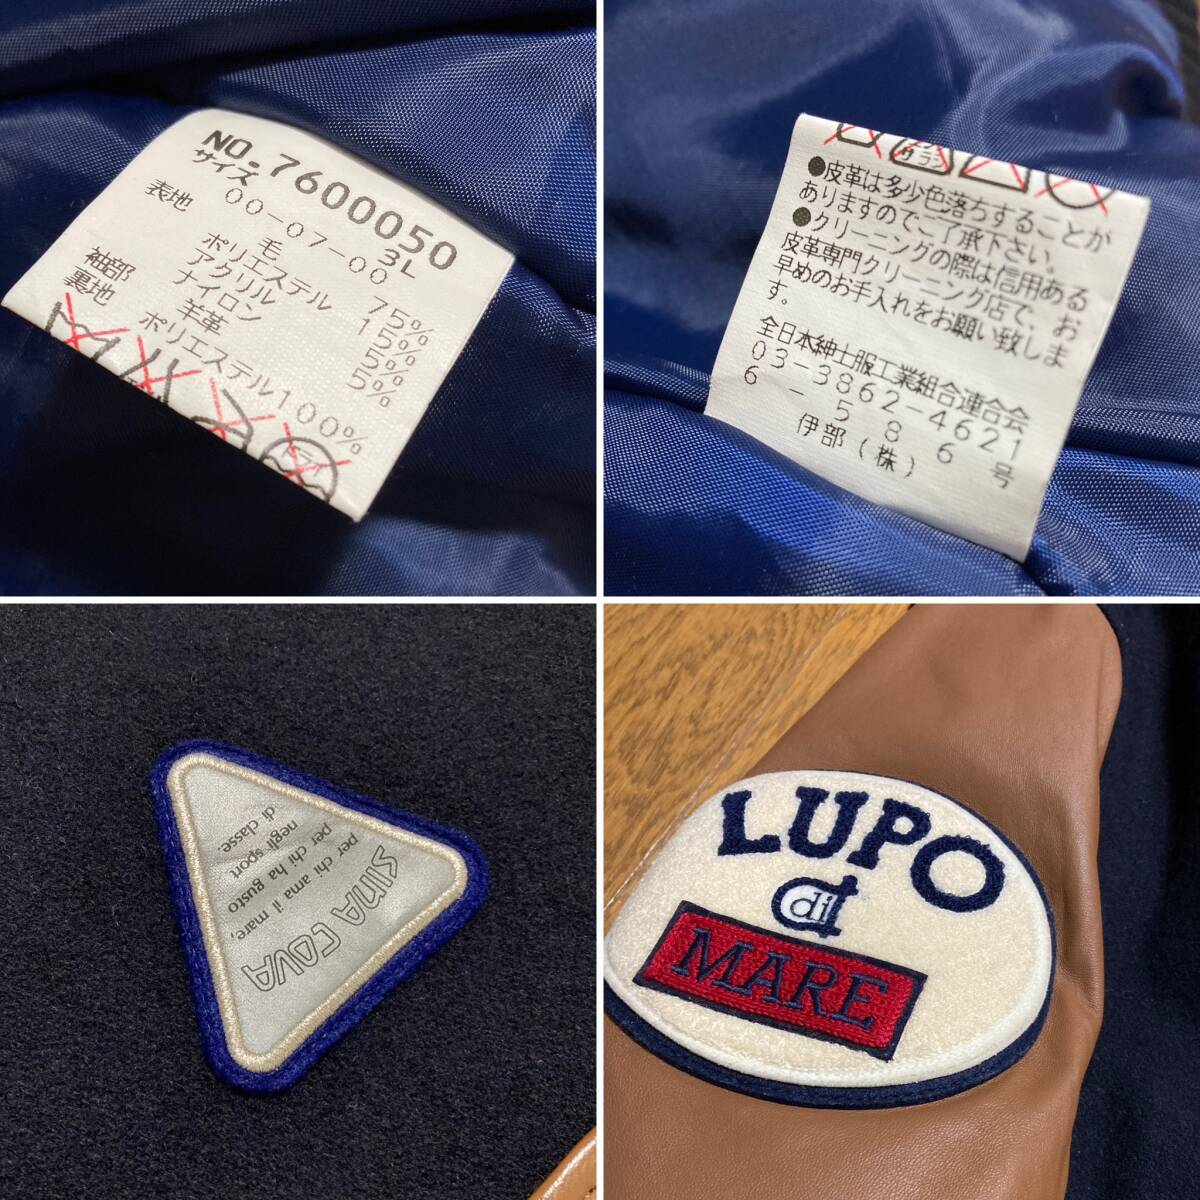 NO. 7600050
サイズ 3L
00-07-00
表地 毛 75%
ポリエステル 15%
アクリル 5%
ナイロン 5%
袖部 羊革
裏地 ポリエステル100%
ドライ
●皮革は多少色落ちすることが
ありますのでご了承下さい。
●クリーニングの際は信用ある
皮革専門クリーニング店で、お
早めのお手入れをお願い致しま
す。
全日本紳士服工業組合連合会
03-3862-4621
6-586号
伊部(株)
SINA COVA
per chi ama il mare,
per chi ha gusto
negli sport
di classe.
LUPO
di
MARE